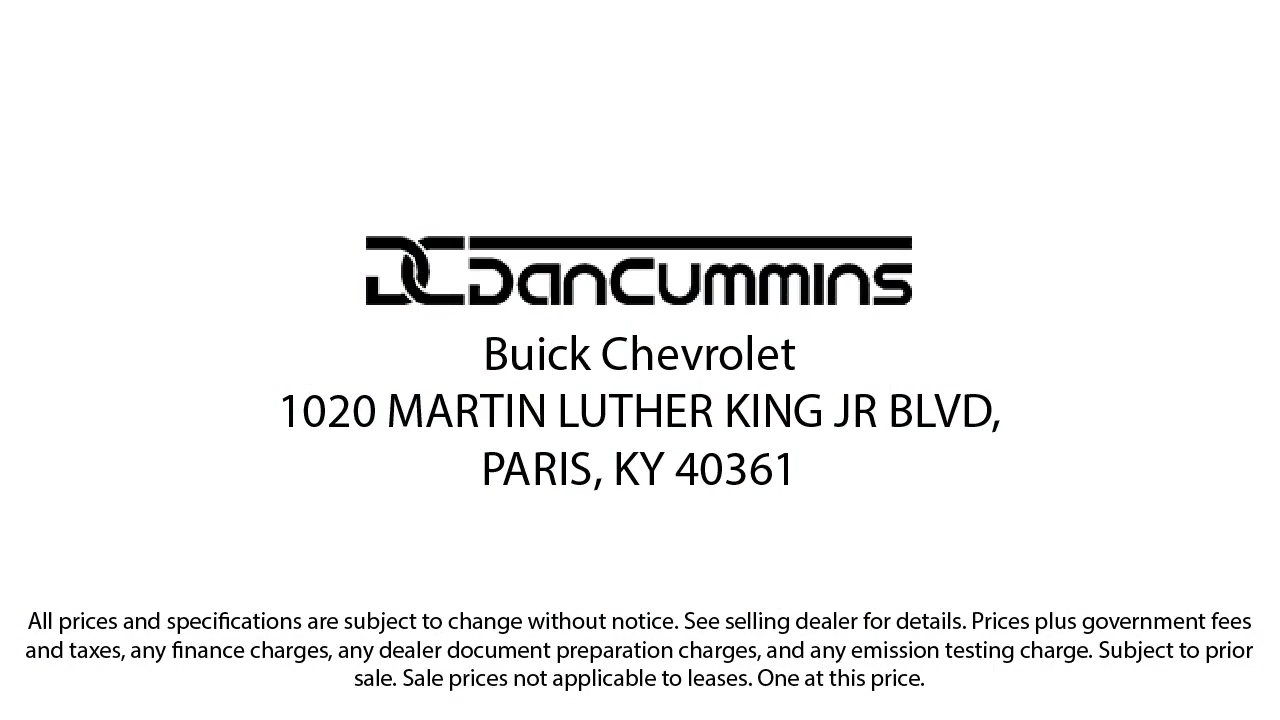 DC DanCummins
Buick Chevrolet
1020 MARTIN LUTHER KING JR BLVD,
PARIS, KY 40361
All prices and specifications are subject to change without notice. See selling dealer for details. Prices plus government fees
and taxes, any finance charges, any dealer document preparation charges, and any emission testing charge. Subject to prior
sale. Sale prices not applicable to leases. One at this price.